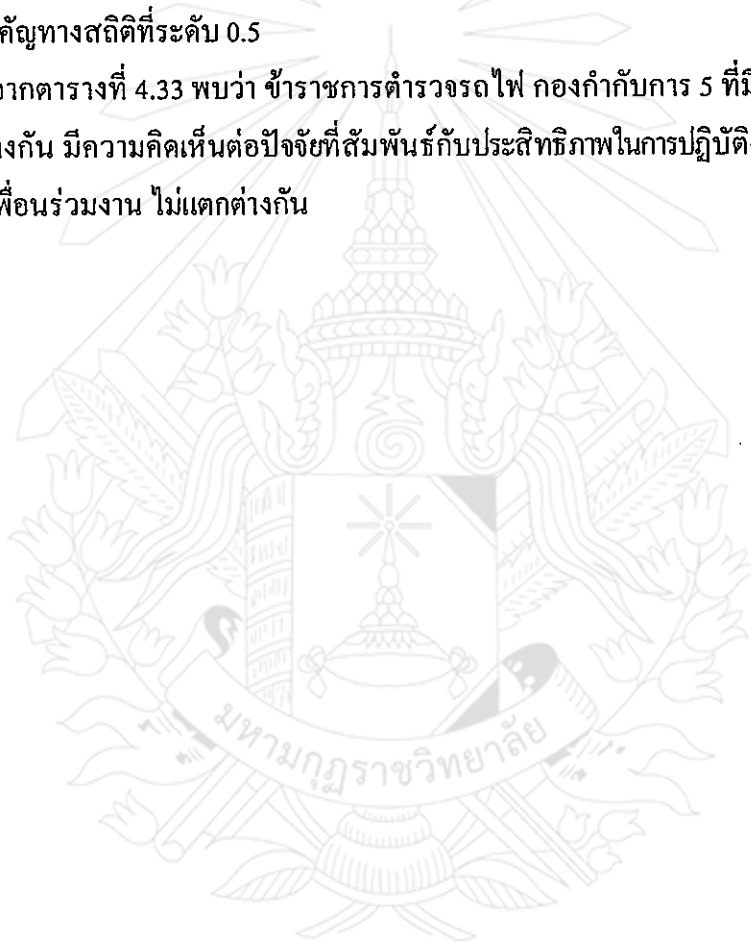 คัญทางสถิติที่ระดับ 0.5
จากตารางที่ 4.33 พบว่า ข้าราชการตำรวจรถไฟ กองกำกับการ 5 ที่มี
งกัน มีความคิดเห็นต่อปัจจัยที่สัมพันธ์กับประสิทธิภาพในการปฏิบัติ
พื่อนร่วมงาน ไม่แตกต่างกัน
มหามกุฏราชวิทยาลัย